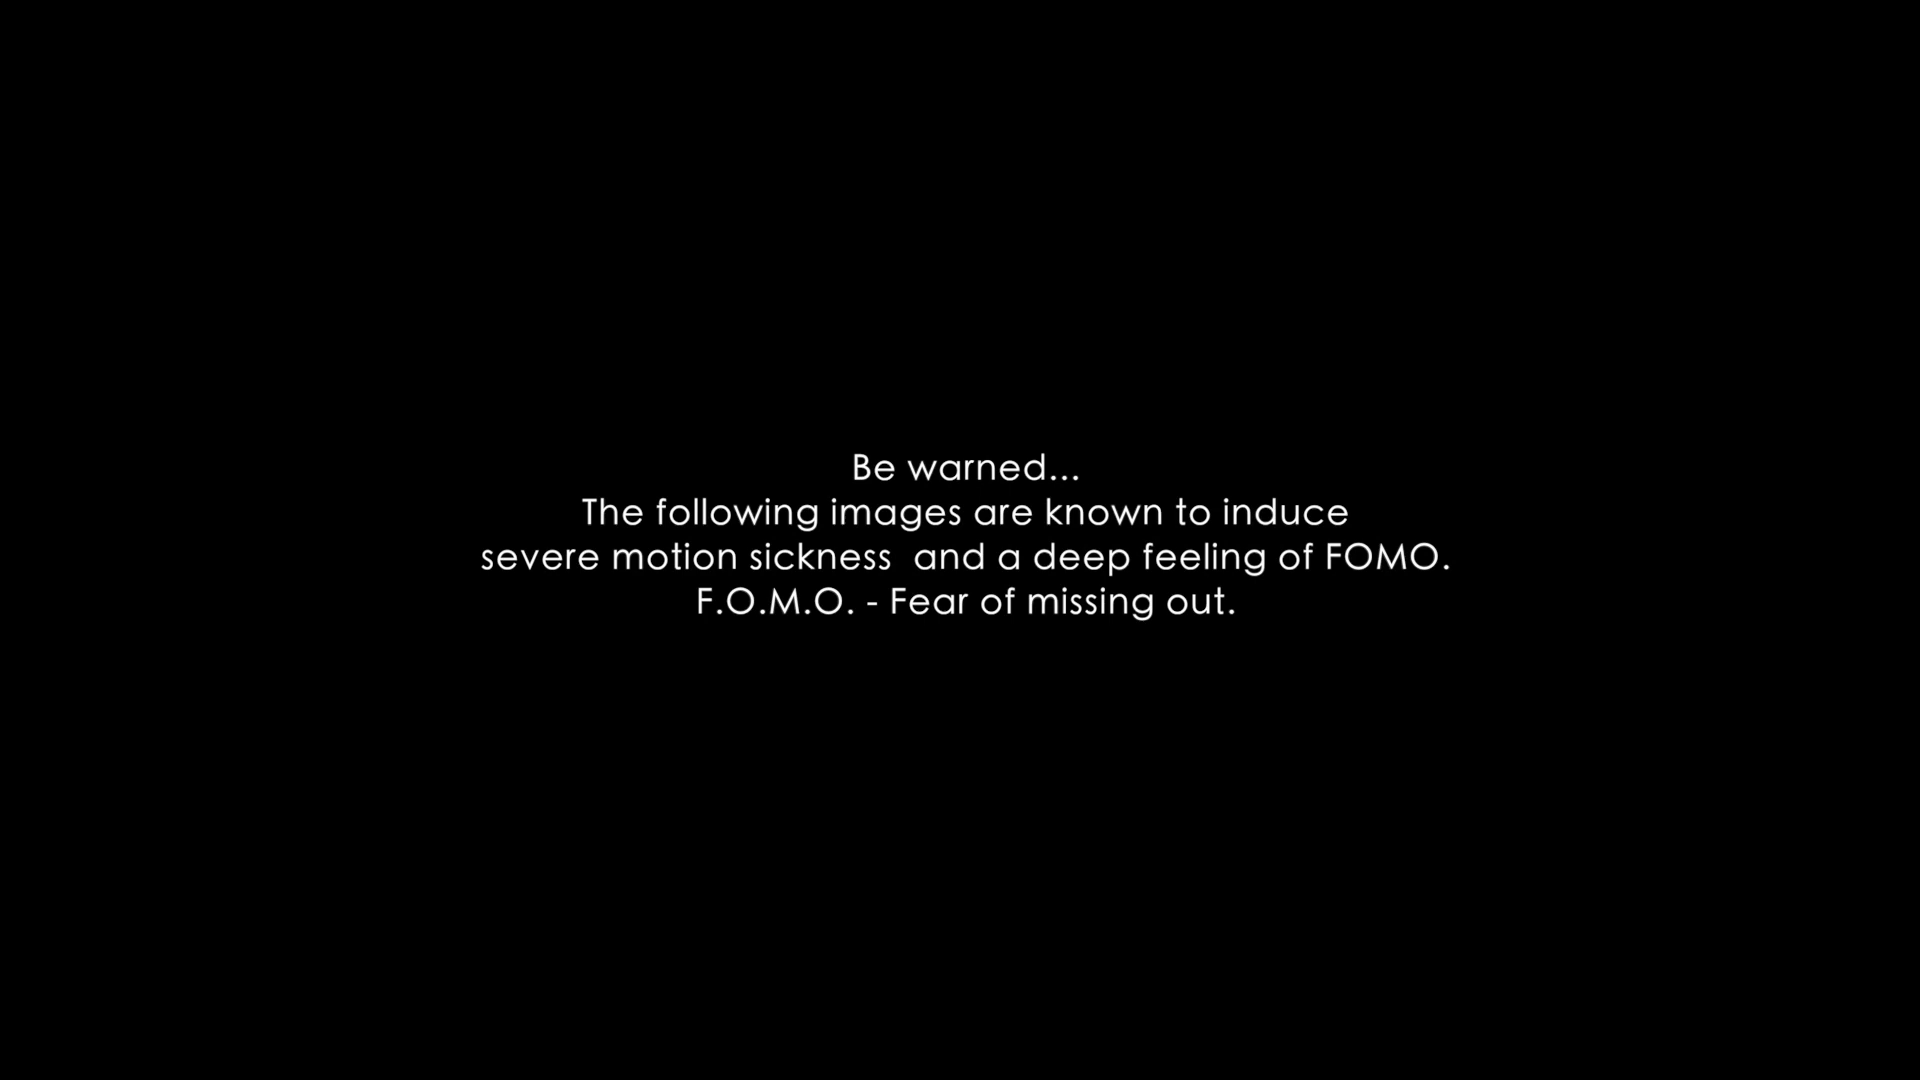 Be warned...
The following images are known to induce
severe motion sickness  and a deep feeling of FOMO.
F.O.M.O. - Fear of missing out.